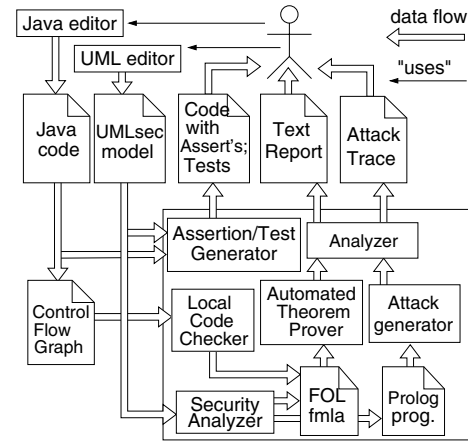 Java editor
data flow
UML editor
"uses"
Java
code
UMLsec
model
Code
with
Assert's;
Tests
Text
Report
Attack
Trace
Assertion/Test
Generator
Analyzer
Control
Flow
Graph
Local
Code
Checker
Automated
Theorem
Prover
Attack
generator
Security
Analyzer
FOL
fmla
Prolog
prog.